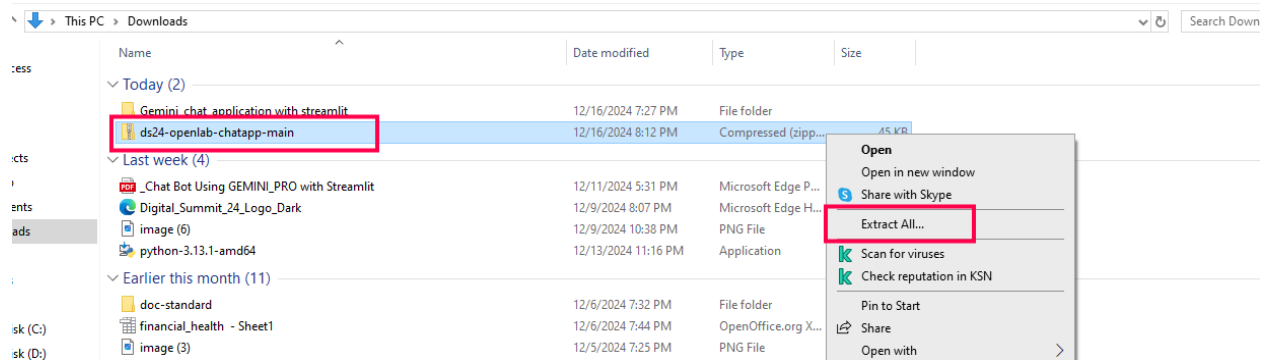 This PC > Downloads
Search Down
Name Date modified Type Size
Today (2)
Gemini_chat_application with streamlit 12/16/2024 7:27 PM File folder
ds24-openlab-chatapp-main 12/16/2024 8:12 PM Compressed (zipp... 45 KB
Last week (4)
PDF _Chat Bot Using GEMINI_PRO with Streamlit 12/11/2024 5:31 PM Microsoft Edge P...
Digital_Summit_24_Logo_Dark 12/9/2024 8:07 PM Microsoft Edge H...
image (6) 12/9/2024 10:38 PM PNG File
python-3.13.1-amd64 12/13/2024 11:16 PM Application
Earlier this month (11)
doc-standard 12/6/2024 7:32 PM File folder
financial_health - Sheet1 12/6/2024 7:44 PM OpenOffice.org X...
image (3) 12/5/2024 7:25 PM PNG File
cess
cts
ents
ads
isk (C:)
isk (D:)
Open
Open in new window
Share with Skype
Extract All...
Scan for viruses
Check reputation in KSN
Pin to Start
Share
Open with